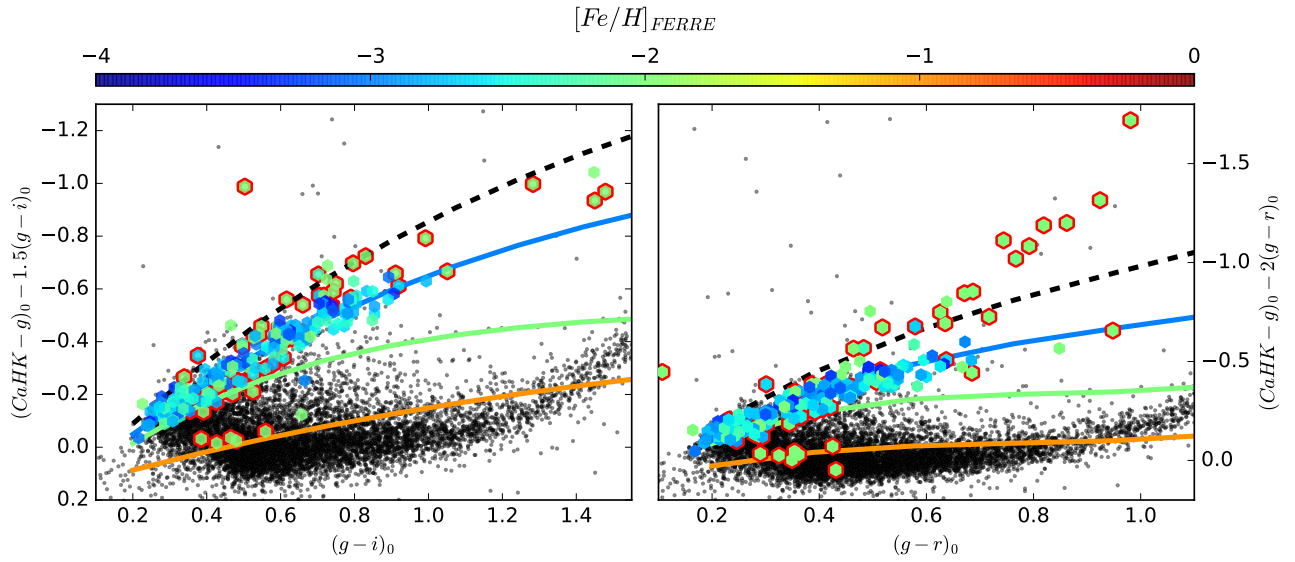 [Fe/H]FERRE
−4 −3 −2 −1 0
(CaHK − g)0 − 1.5(g − i)0
−1.2
−1.0
−0.8
−0.6
−0.4
−0.2
0.0
0.2
0.2 0.4 0.6 0.8 1.0 1.2 1.4
(g − i)0
−1.5
−1.0
−0.5
0.0
(CaHK − g)0 − 2(g − r)0
0.2 0.4 0.6 0.8 1.0
(g − r)0